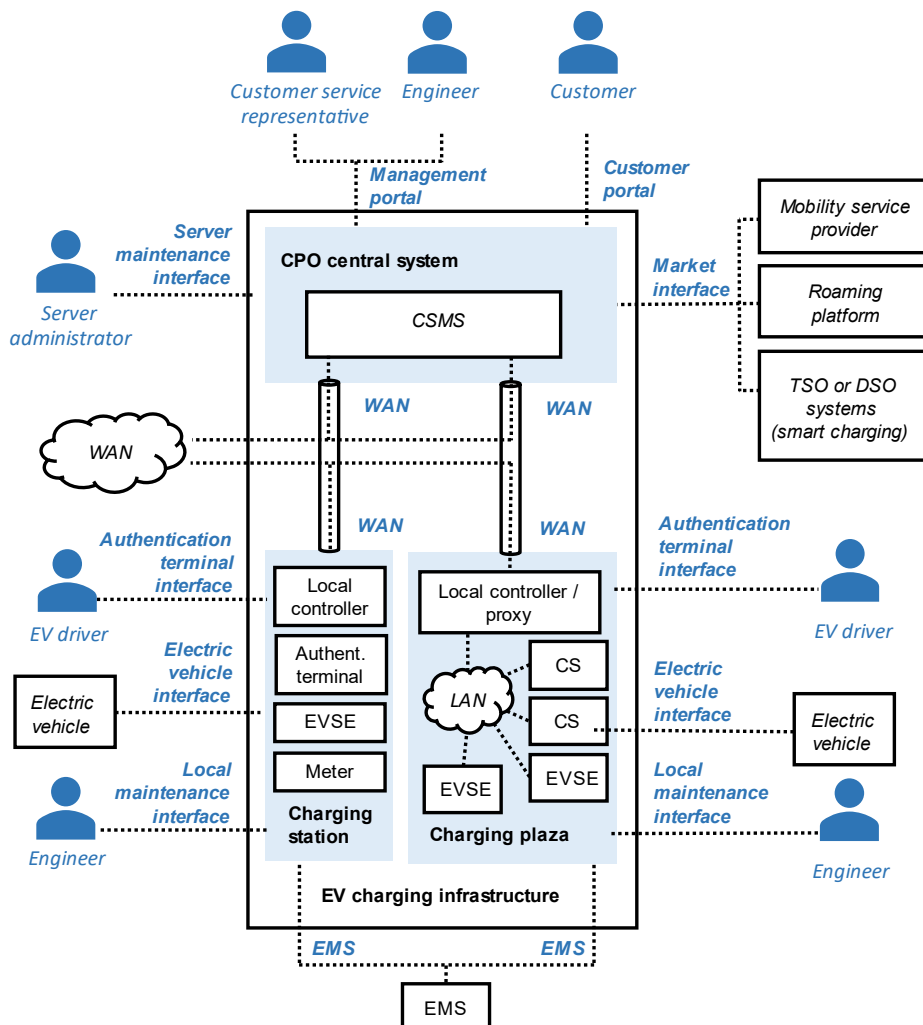 Customer service
representative
Engineer
Customer
Management
portal
Customer
portal
Server
maintenance
interface
Server
administrator
CPO central system
CSMS
Market
interface
Mobility service
provider
Roaming
platform
TSO or DSO
systems
(smart charging)
WAN
WAN
WAN
WAN
WAN
Authentication
terminal
interface
EV driver
Electric
vehicle
interface
Electric
vehicle
Local
maintenance
interface
Engineer
Local
controller
Authent.
terminal
EVSE
Meter
Charging
station
Local controller /
proxy
LAN
CS
CS
EVSE
EVSE
Charging plaza
Authentication
terminal
interface
EV driver
Electric
vehicle
interface
Electric
vehicle
Local
maintenance
interface
Engineer
EV charging infrastructure
EMS
EMS
EMS